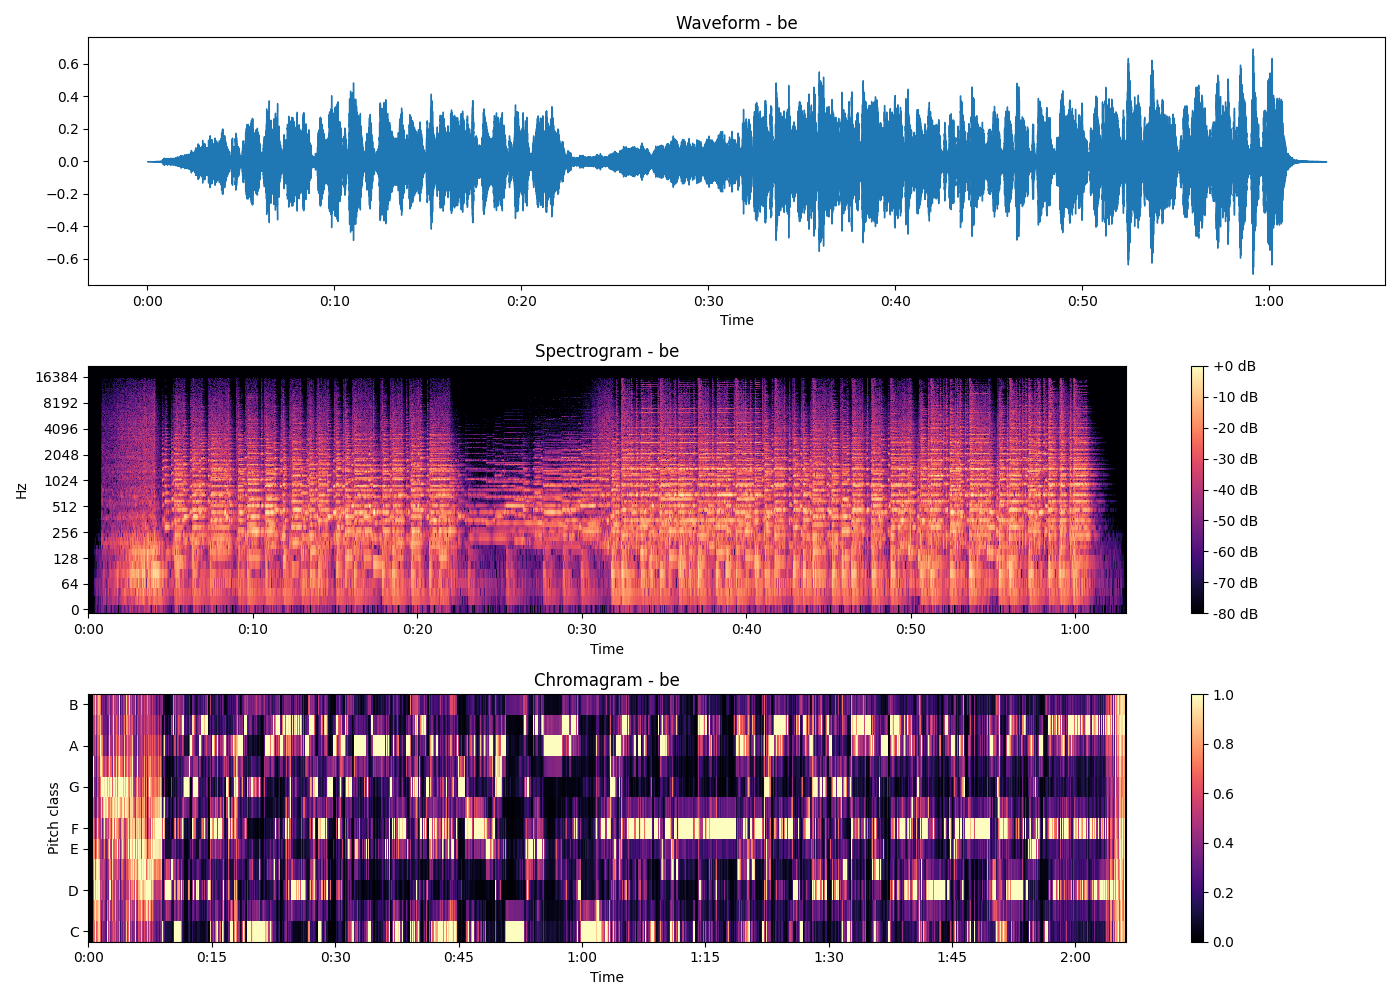 Waveform - be
0.6
0.4
0.2
0.0
−0.2
−0.4
−0.6
0:00 0:10 0:20 0:30 0:40 0:50 1:00
Time
Spectrogram - be
Hz
16384
8192
4096
2048
1024
512
256
128
64
0
0:00 0:10 0:20 0:30 0:40 0:50 1:00
Time
+0 dB
-10 dB
-20 dB
-30 dB
-40 dB
-50 dB
-60 dB
-70 dB
-80 dB
Chromagram - be
Pitch class
B
A
G
F
E
D
C
0:00 0:15 0:30 0:45 1:00 1:15 1:30 1:45 2:00
Time
1.0
0.8
0.6
0.4
0.2
0.0